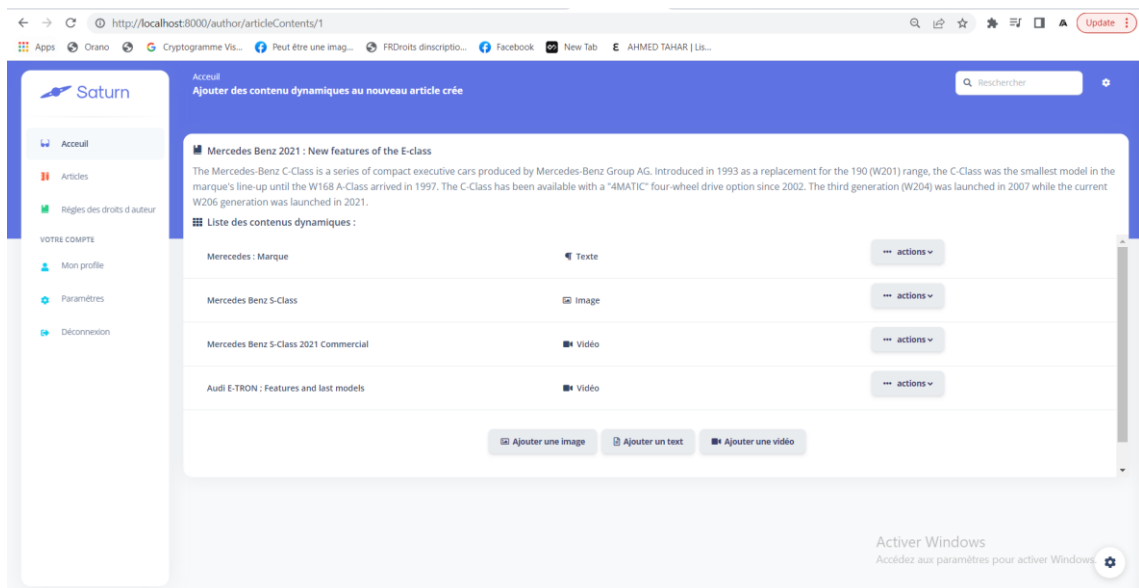 http://localhost:8000/author/articleContents/1
A Update
Apps Orano Cryptogramme Vis... Peut être une imag... FRDroits dinscriptio... Facebook New Tab AHMED TAHAR | Lis...
Saturn
Acceuil
Ajouter des contenu dynamiques au nouveau article crée
Reschercher
Acceuil
Articles
Règles des droits d auteur
VOTRE COMPTE
Mon profile
Paramétres
Déconnexion
Mercedes Benz 2021 : New features of the E-class
The Mercedes-Benz C-Class is a series of compact executive cars produced by Mercedes-Benz Group AG. Introduced in 1993 as a replacement for the 190 (W201) range, the C-Class was the smallest model in the
marque's line-up until the W168 A-Class arrived in 1997. The C-Class has been available with a "4MATIC" four-wheel drive option since 2002. The third generation (W204) was launched in 2007 while the current
W206 generation was launched in 2021.
Liste des contenus dynamiques :
Merecedes : Marque Texte ••• actions
Mercedes Benz S-Class Image ••• actions
Mercedes Benz S-Class 2021 Commercial Vidéo ••• actions
Audi E-TRON : Features and last models Vidéo ••• actions
Ajouter une image Ajouter un text Ajouter une vidéo
Activer Windows
Accédez aux paramètres pour activer Windows.